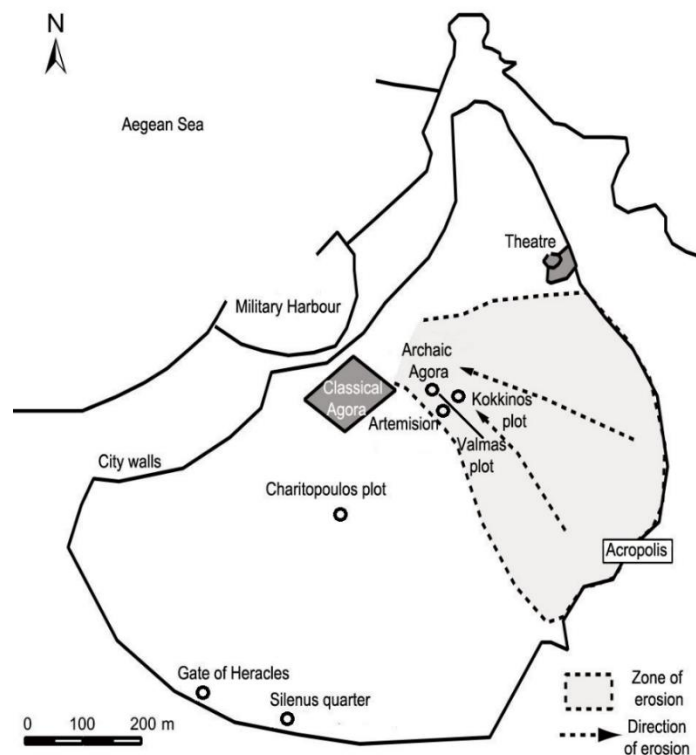 N
Aegean Sea
Theatre
Military Harbour
Archaic
Agora
Classical
Agora
Kokkinos
plot
Artemision
Valmas
plot
City walls
Charitopoulos plot
Acropolis
Gate of Heracles
Silenus quarter
Zone of
erosion
0 100 200 m
Direction
of erosion